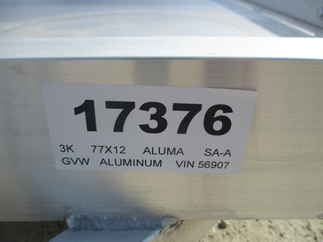 17376
3K 77X12 ALUMA SA-A
GVW ALUMINUM VIN 56907